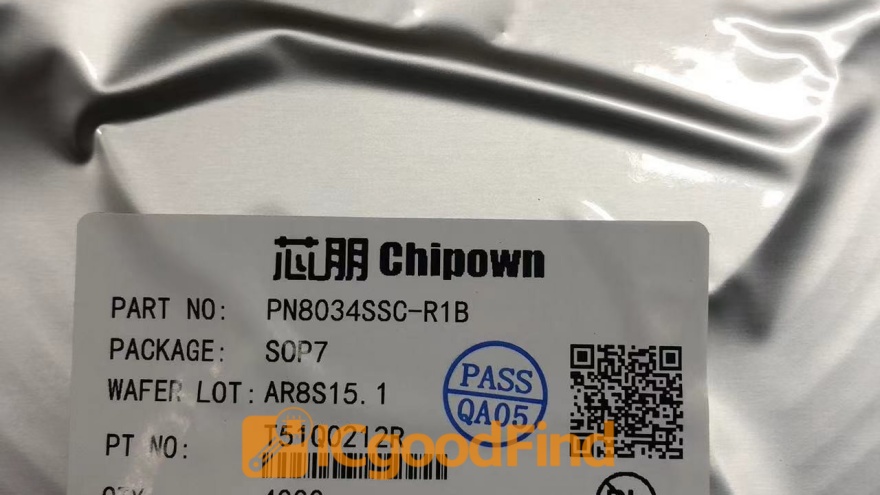 芯朋 Chipown
PART NO: PN8034SSC-R1B
PACKAGE: SOP7
WAFER LOT: AR8S15.1
PASS
QA05
PT NO:
ICgoodFind